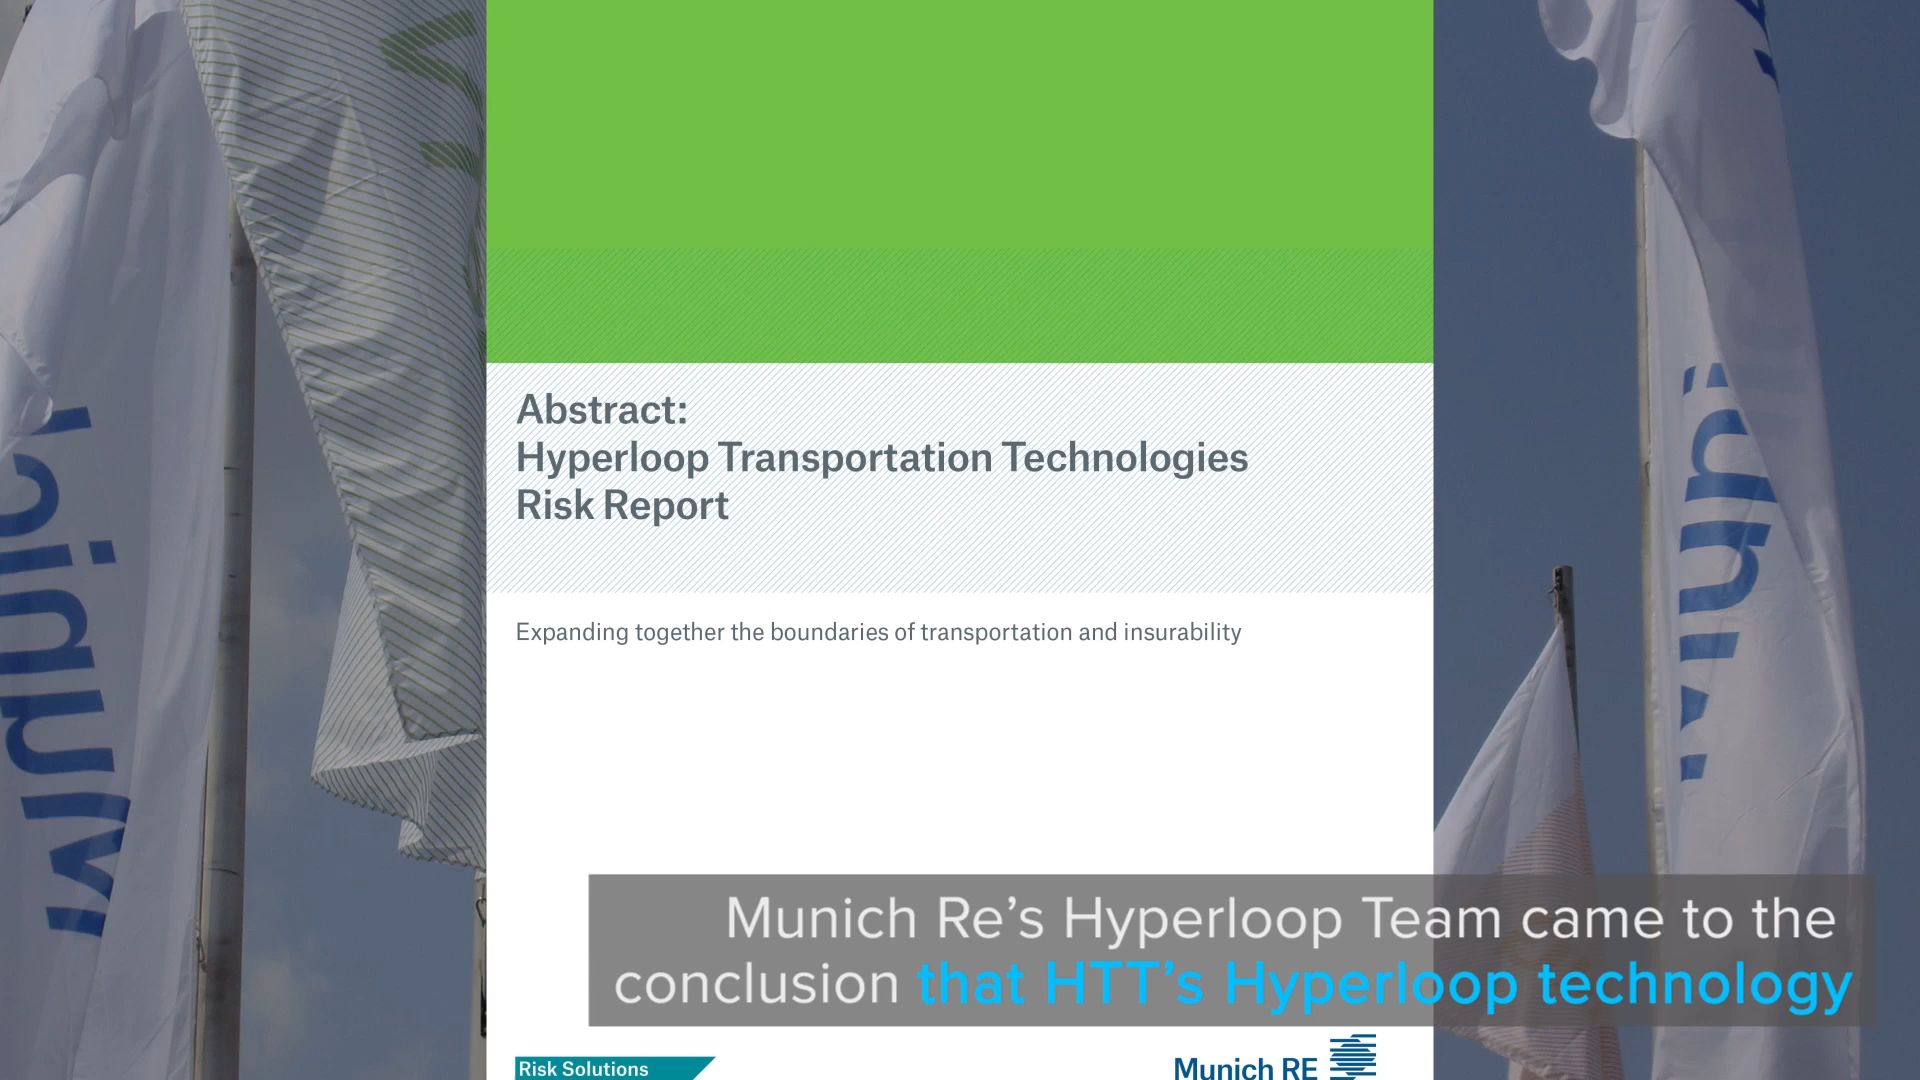 Abstract:
Hyperloop Transportation Technologies
Risk Report
Expanding together the boundaries of transportation and insurability
Munich Re’s Hyperloop Team came to the
conclusion that HTT’s Hyperloop technology
Risk Solutions
Munich RE